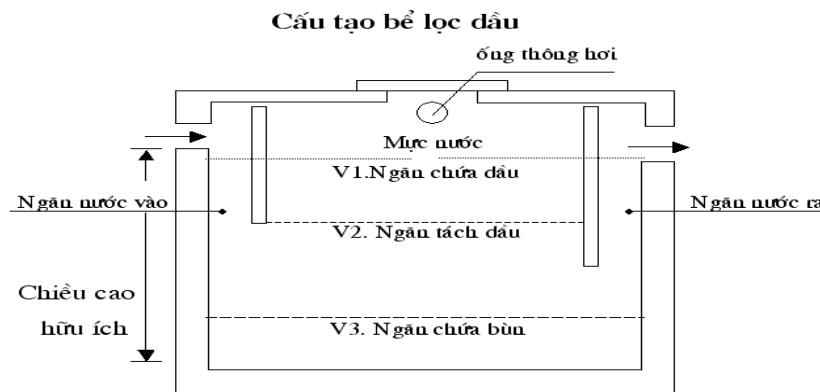 Cấu tạo bể lọc dầu
ống thông hơi
Mực nước
V1.Ngăn chứa dầu
Ngăn nước vào
Ngăn nước ra
V2. Ngăn tách dầu
Chiều cao
hữu ích
V3. Ngăn chứa bùn